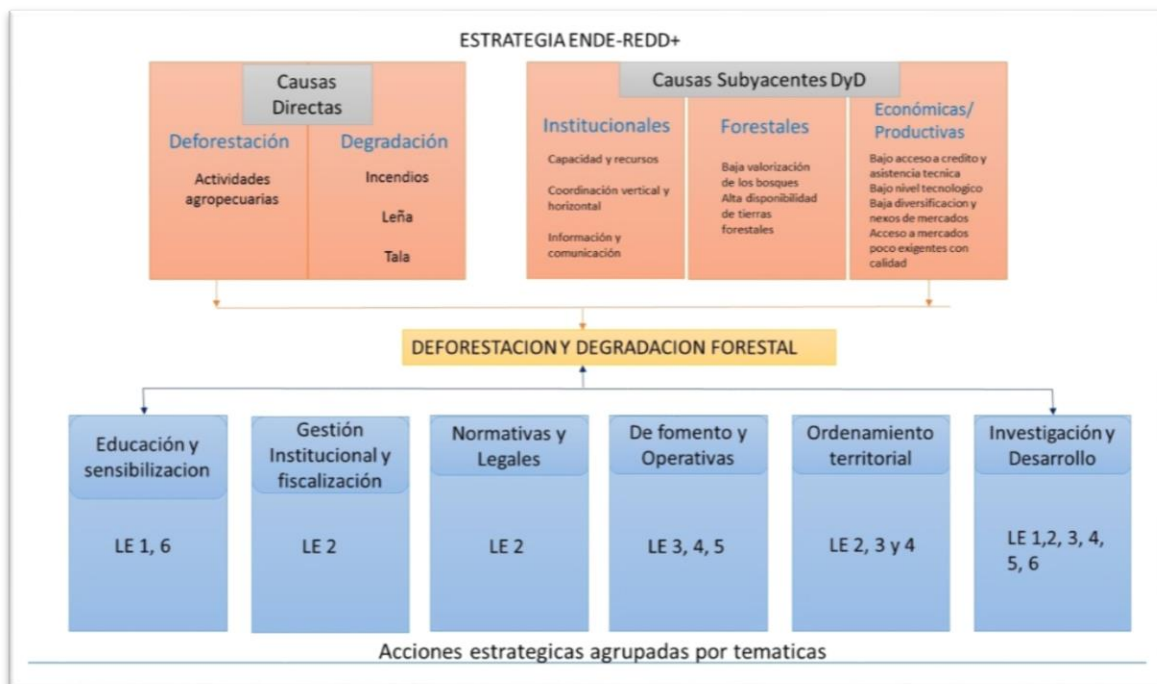 ESTRATEGIA ENDE-REDD+
Causas
Directas
Deforestación
Actividades
agropecuarias
Degradación
Incendios
Leña
Tala
Causas Subyacentes DyD
Institucionales
Capacidad y recursos
Coordinación vertical y
horizontal
Información y
comunicación
Forestales
Baja valorización
de los bosques
Alta disponibilidad
de tierras
forestales
Económicas/
Productivas
Bajo acceso a credito y
asistencia tecnica
Bajo nivel tecnologico
Baja diversificacion y
nexos de mercados
Acceso a mercados
poco exigentes con
calidad
DEFORESTACION Y DEGRADACION FORESTAL
Educación y
sensibilizacion
LE 1, 6
Gestión
Institucional y
fiscalización
LE 2
Normativas y
Legales
LE 2
De fomento y
Operativas
LE 3, 4, 5
Ordenamiento
territorial
LE 2, 3 y 4
Investigación y
Desarrollo
LE 1,2, 3, 4,
5, 6
Acciones estrategicas agrupadas por tematicas